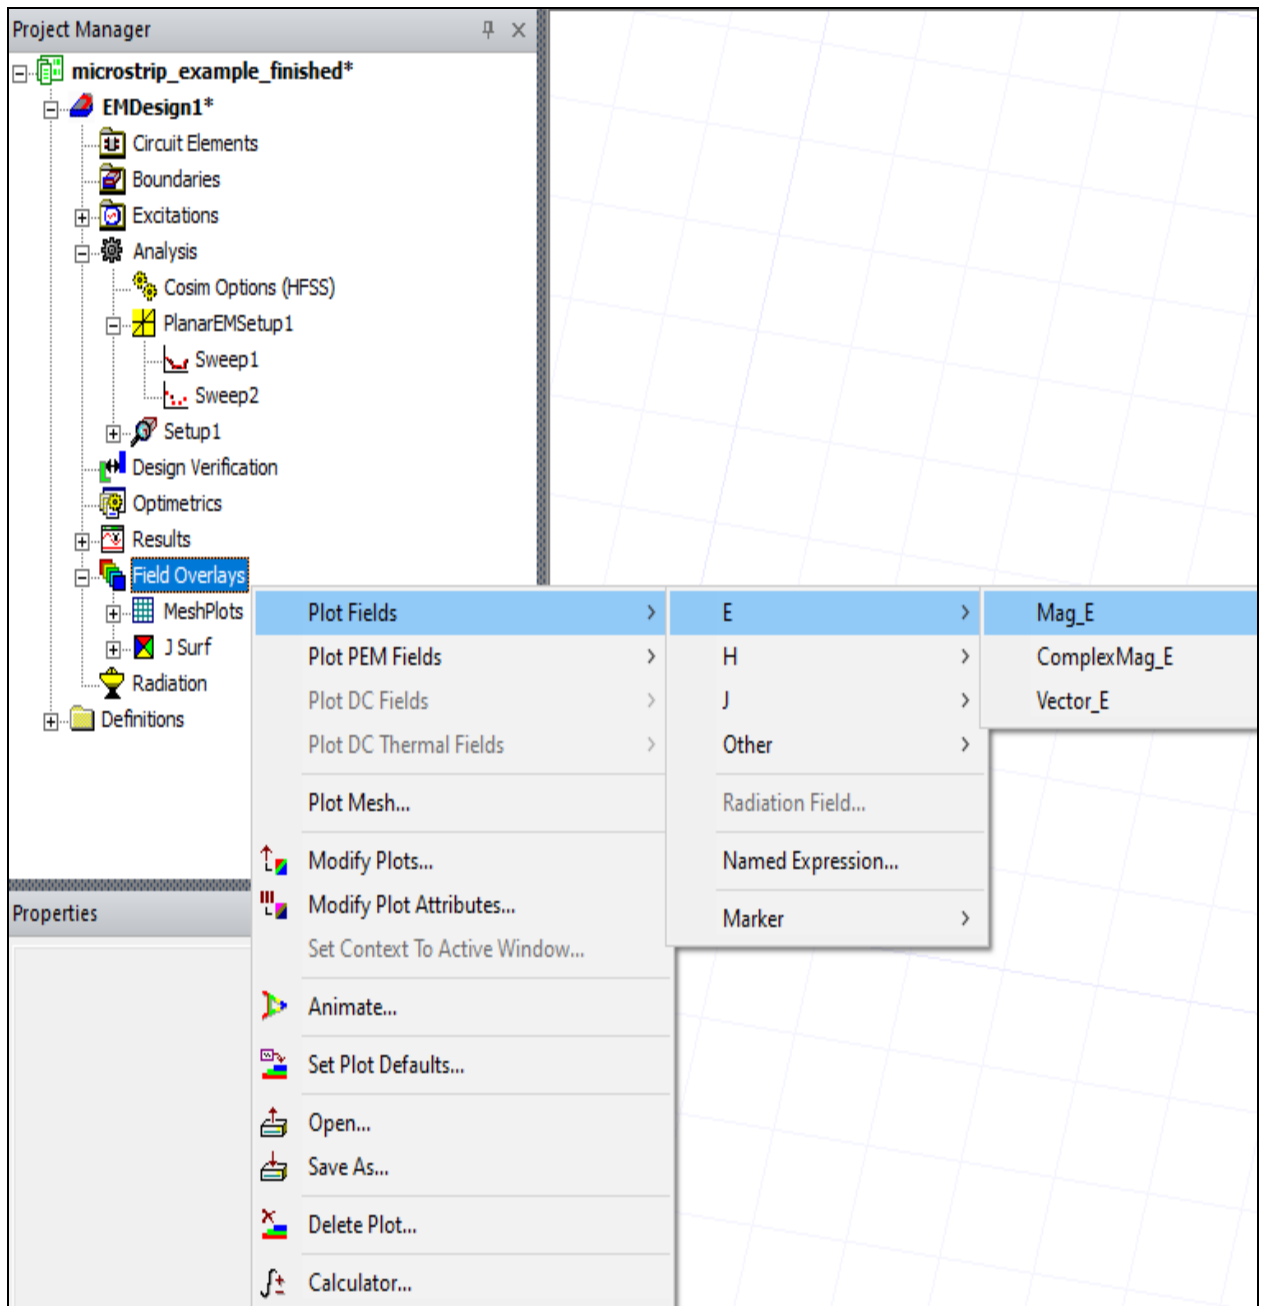 Project Manager
microstrip_example_finished*
EMDesign1*
Circuit Elements
Boundaries
Excitations
Analysis
Cosim Options (HFSS)
PlanarEMSetup1
Sweep1
Sweep2
Setup1
Design Verification
Optimetrics
Results
Field Overlays
MeshPlots
J Surf
Radiation
Definitions
Properties
Plot Fields
Plot PEM Fields
Plot DC Fields
Plot DC Thermal Fields
Plot Mesh...
Modify Plots...
Modify Plot Attributes...
Set Context To Active Window...
Animate...
Set Plot Defaults...
Open...
Save As...
Delete Plot...
Calculator...
E
H
J
Other
Radiation Field...
Named Expression...
Marker
Mag_E
ComplexMag_E
Vector_E